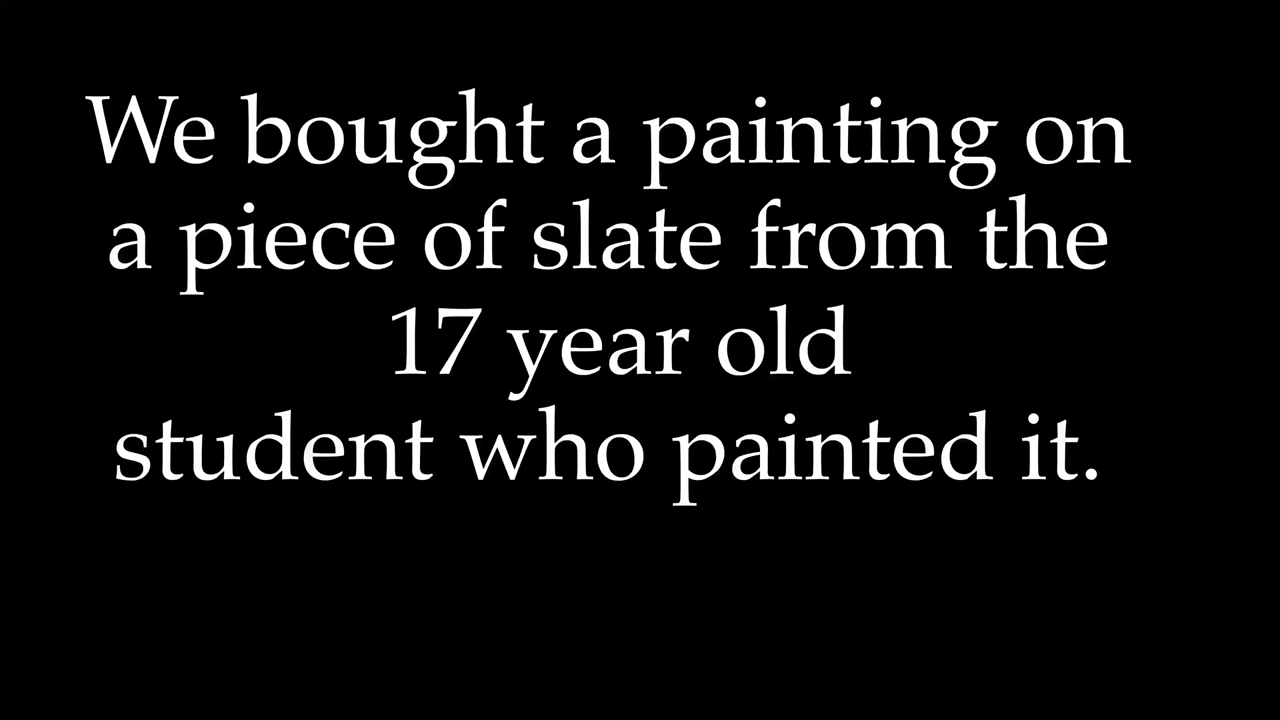 We bought a painting on
a piece of slate from the
17 year old
student who painted it.